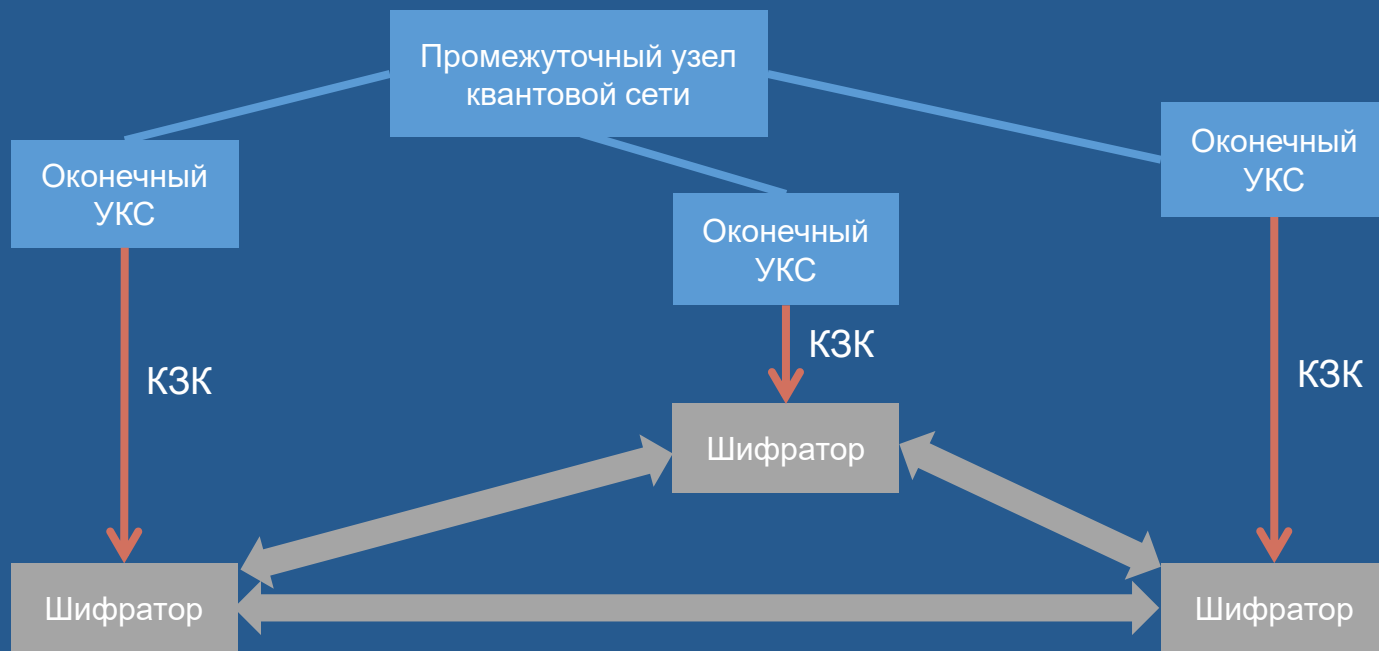 Промежуточный узел
квантовой сети
Оконечный
УКС
Оконечный
УКС
Оконечный
УКС
КЗК
КЗК
КЗК
Шифратор
Шифратор
Шифратор